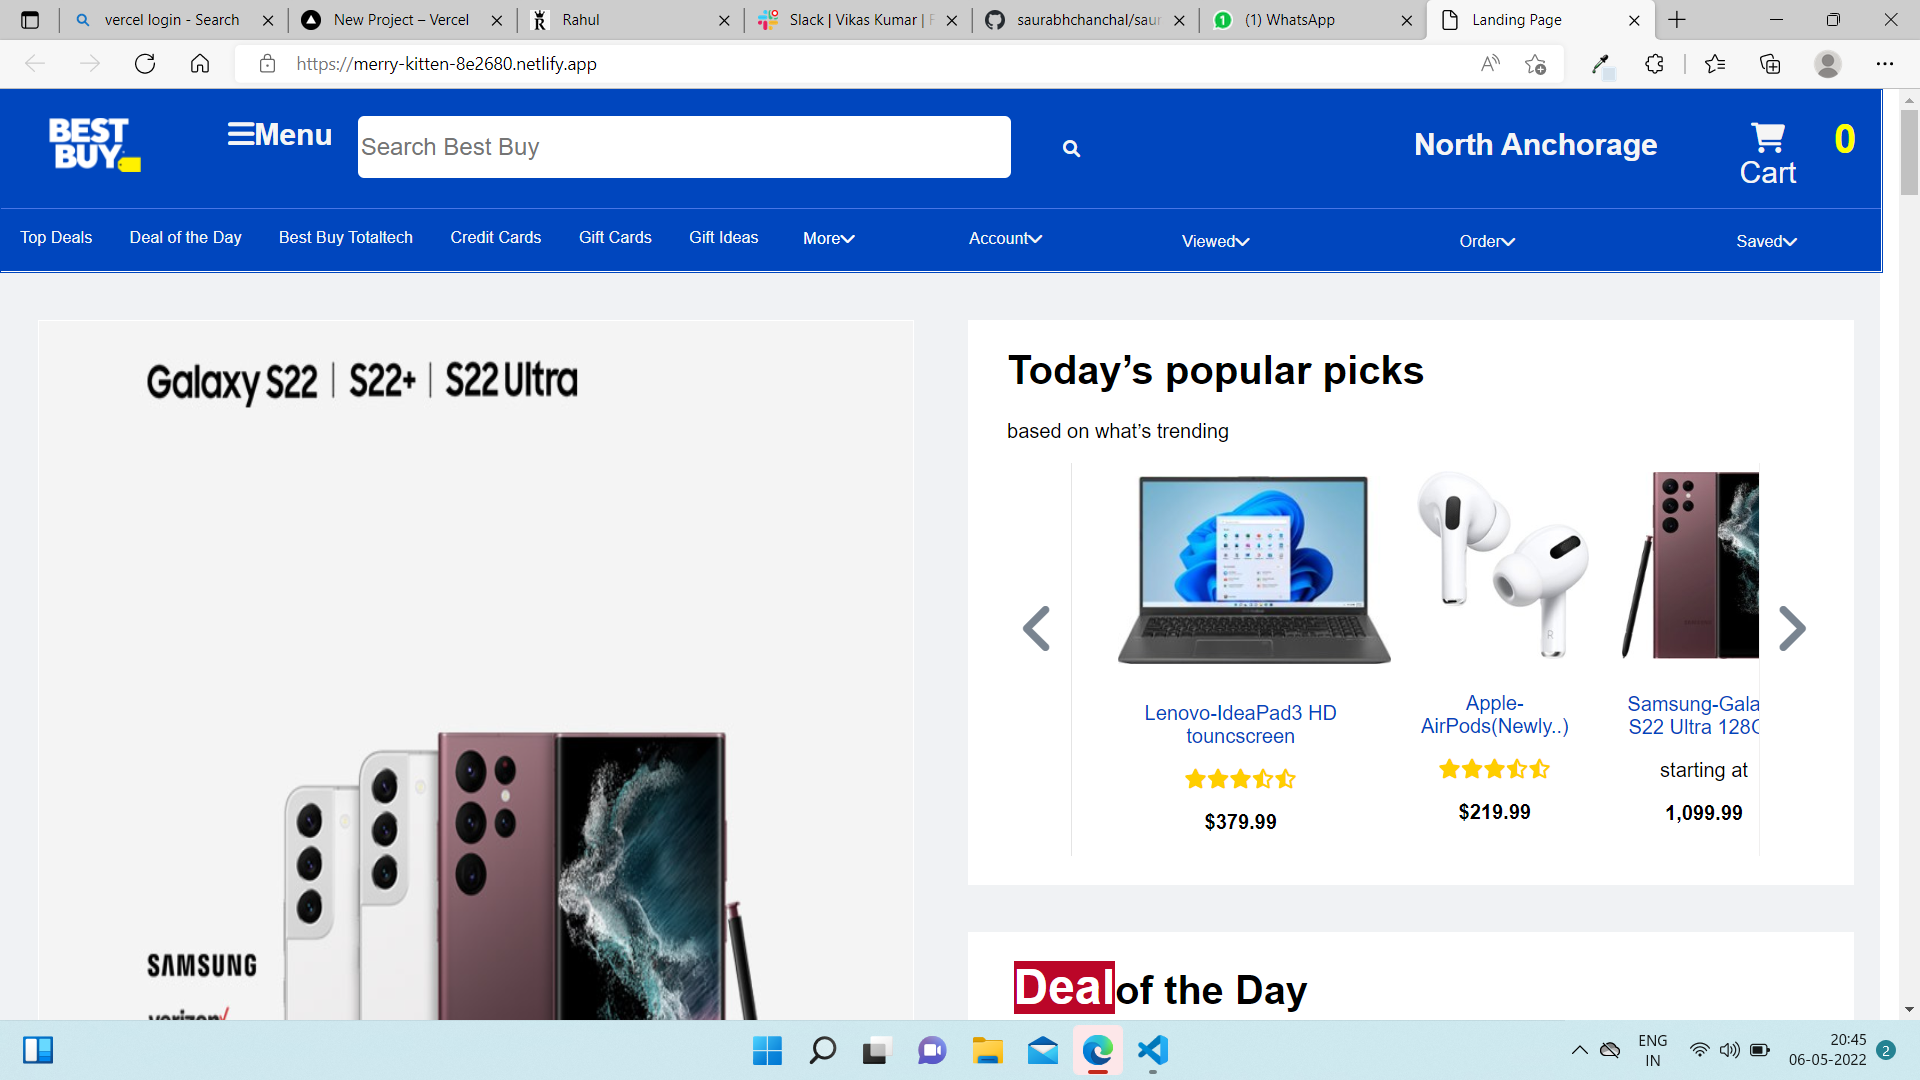 vercel login - Search
New Project – Vercel
Rahul
Slack | Vikas Kumar |
saurabhchanchal/saur
(1) WhatsApp
Landing Page
https://merry-kitten-8e2680.netlify.app
BEST
BUY
Menu
Search Best Buy
North Anchorage
0
Cart
Top Deals
Deal of the Day
Best Buy Totaltech
Credit Cards
Gift Cards
Gift Ideas
More
Account
Viewed
Order
Saved
Galaxy S22 | S22+ | S22 Ultra
SAMSUNG
verizon
Today’s popular picks
based on what’s trending
Lenovo-IdeaPad3 HD
touncscreen
$379.99
Apple-
AirPods(Newly..)
$219.99
Samsung-Gala
S22 Ultra 128G
starting at
1,099.99
Deal of the Day
ENG
IN
20:45
06-05-2022
2